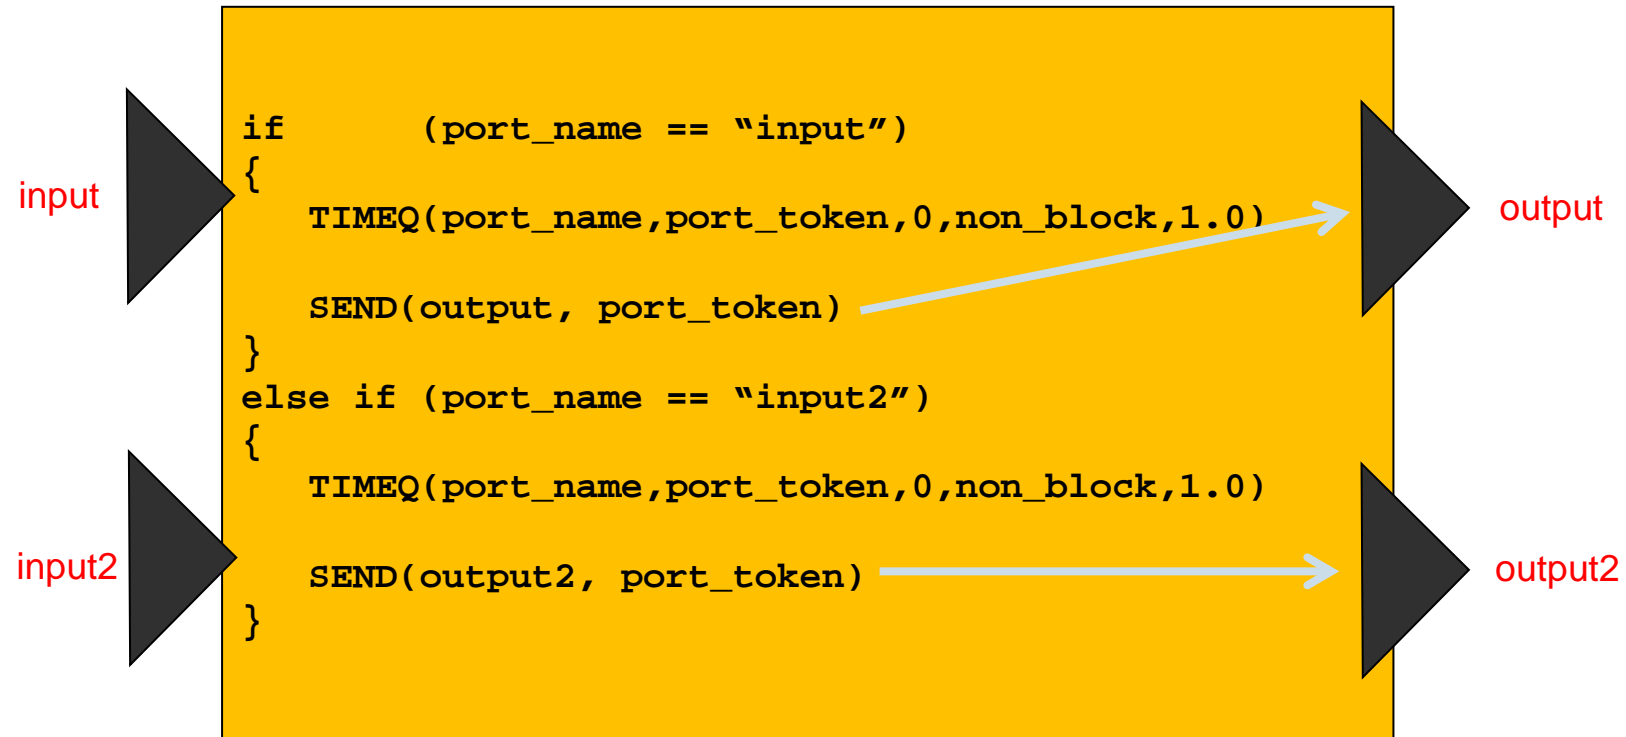 if      (port_name == “input”)
{
input
TIMEQ(port_name,port_token,0,non_block,1.0)
output
SEND(output, port_token)
}
else if (port_name == “input2”)
{
TIMEQ(port_name,port_token,0,non_block,1.0)
input2
SEND(output2, port_token)
output2
}